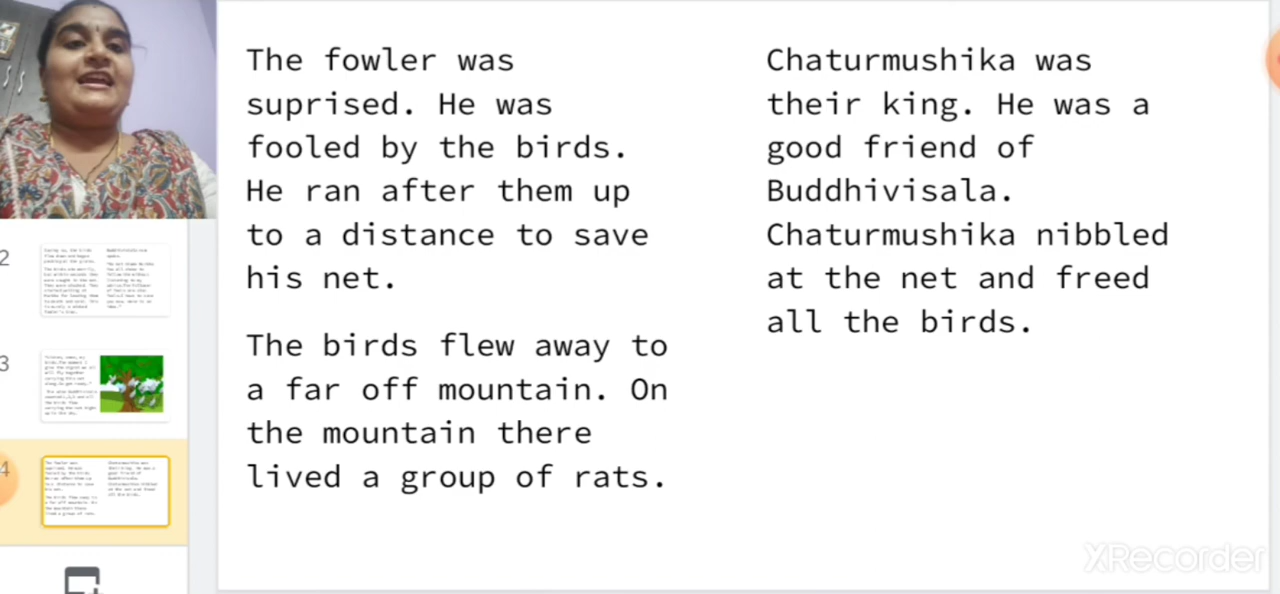 The fowler was
suprised. He was
fooled by the birds.
He ran after them up
to a distance to save
his net.
The birds flew away to
a far off mountain. On
the mountain there
lived a group of rats.
Chaturmushika was
their king. He was a
good friend of
Buddhivisala.
Chaturmushika nibbled
at the net and freed
all the birds.
2
3
4
XRecorder